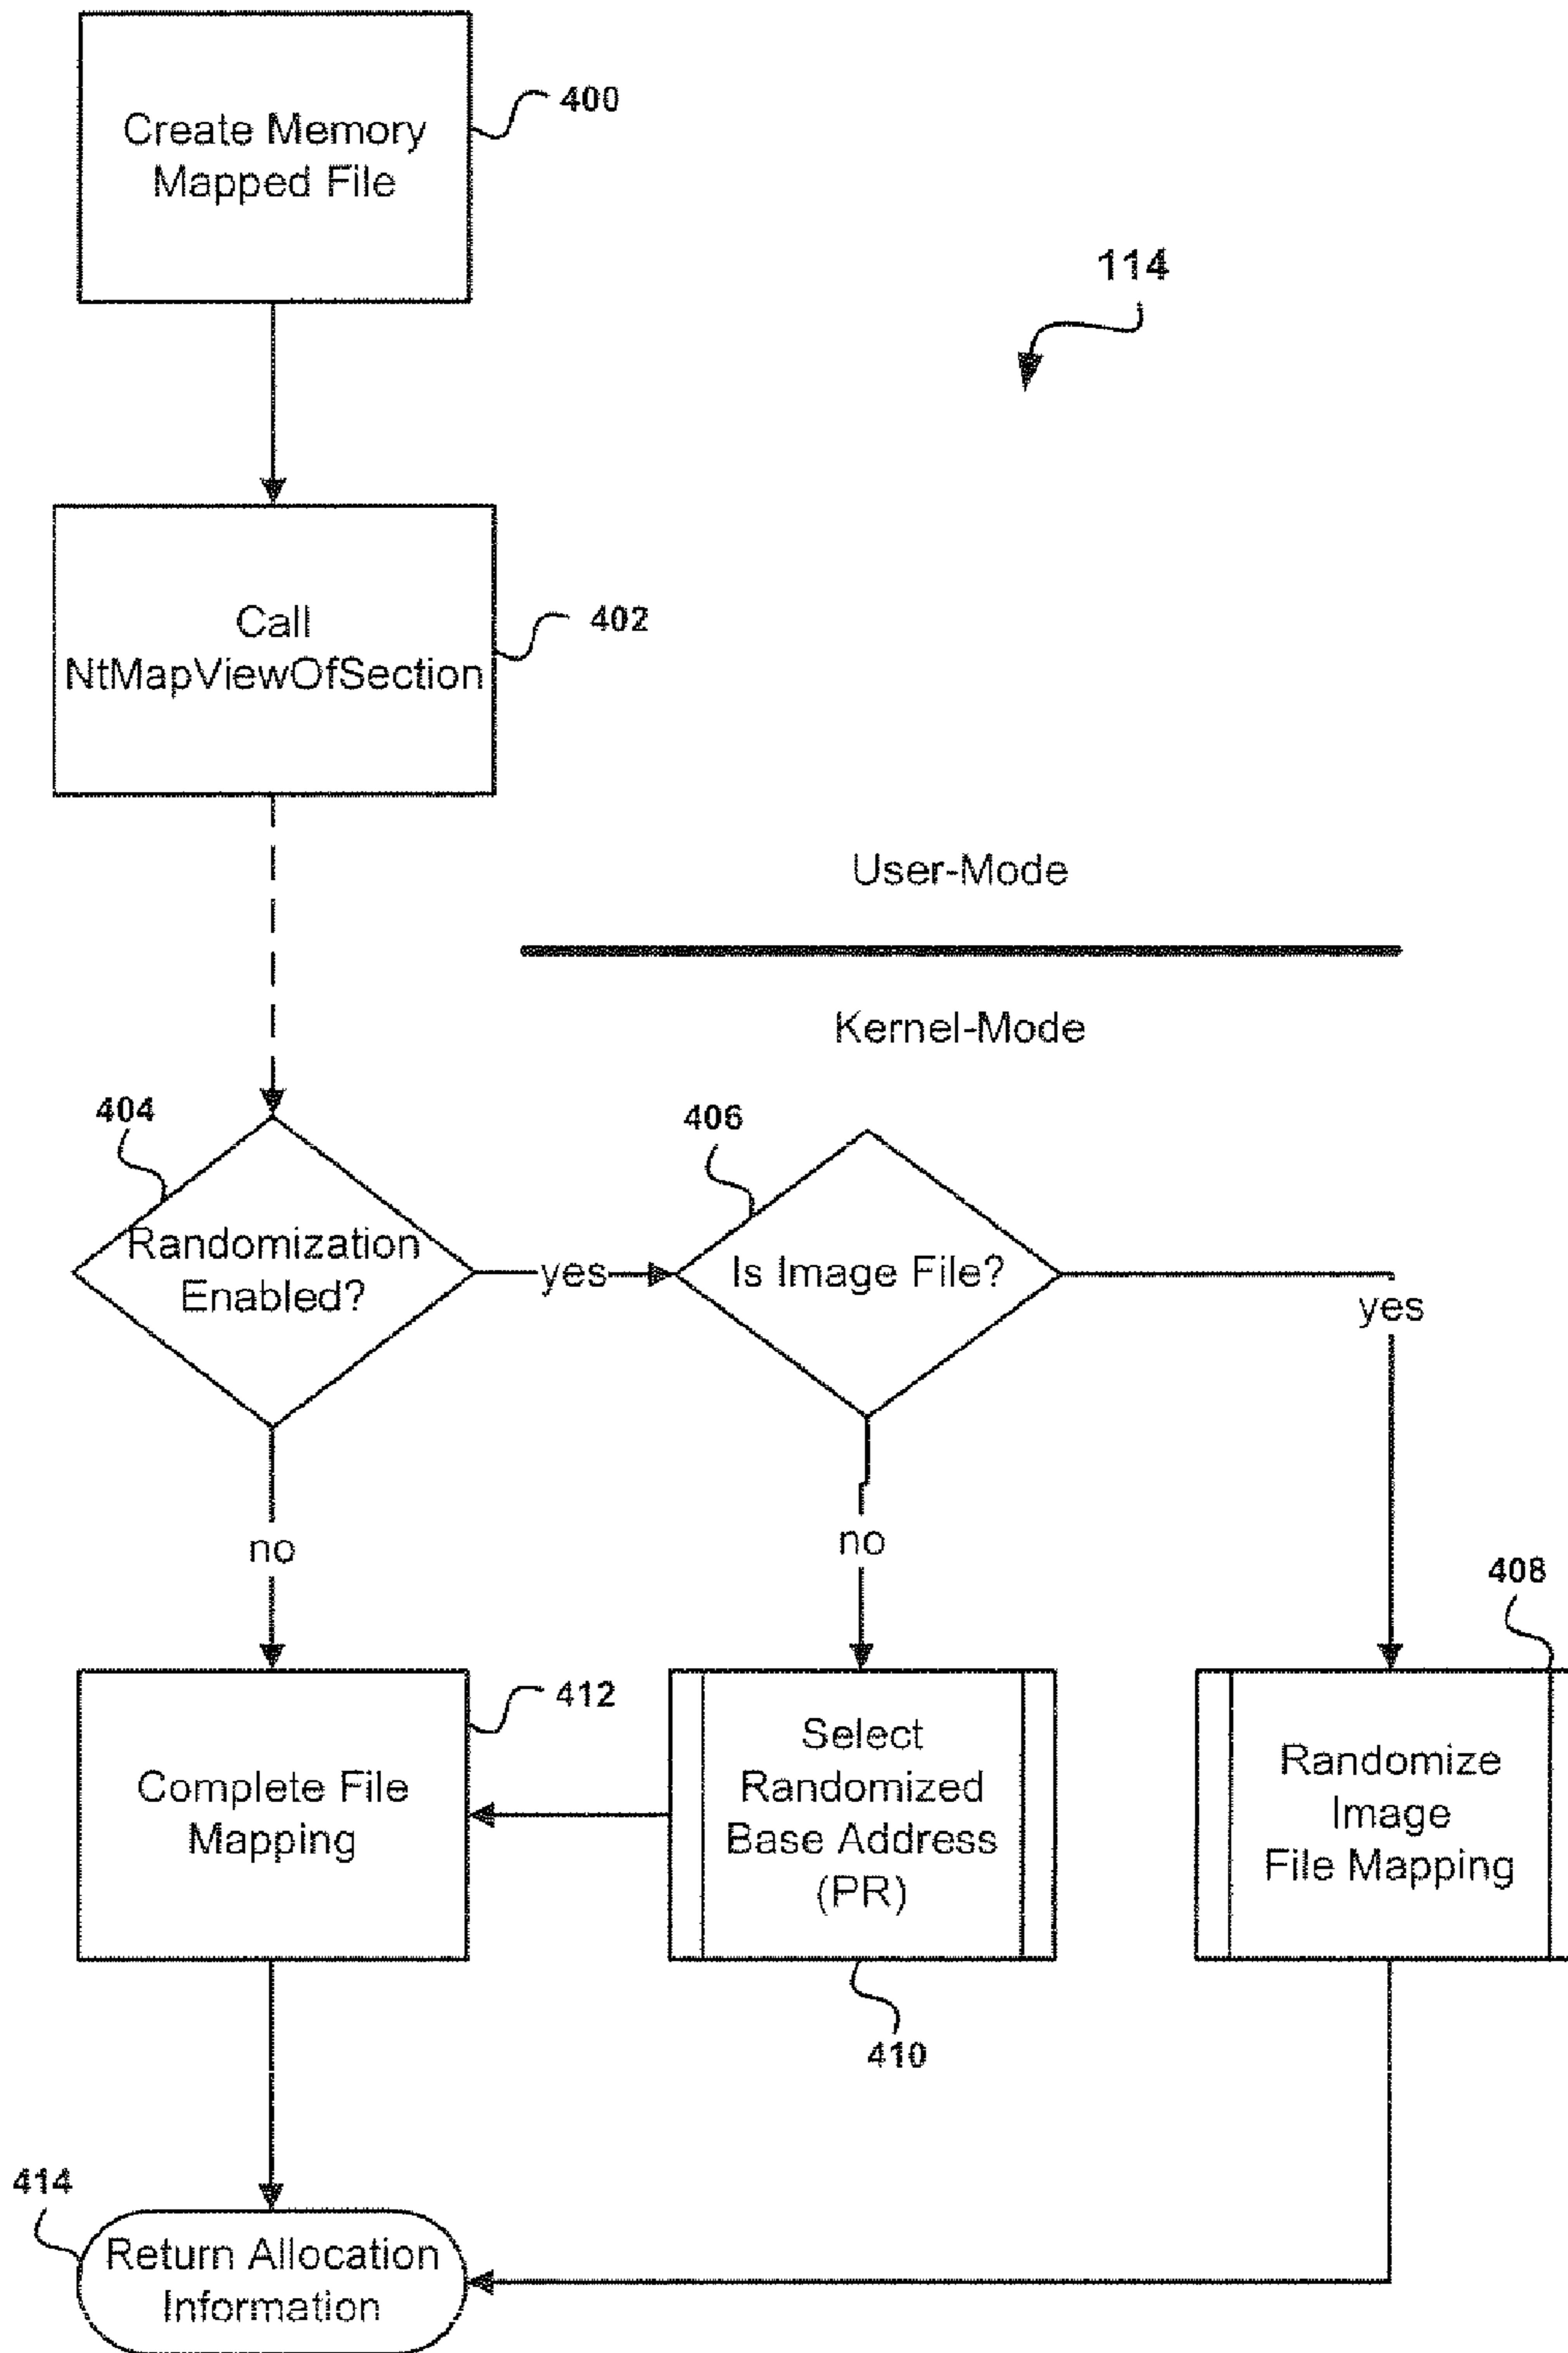 Create Memory
Mapped File
400
114
Call
NtMapViewOfSection
402
User-Mode
Kernel-Mode
404
406
Randomization
Enabled?
yes
Is Image File?
yes
no
no
408
412
Complete File
Mapping
Select
Randomized
Base Address
(PR)
Randomize
Image
File Mapping
410
414
Return Allocation
Information